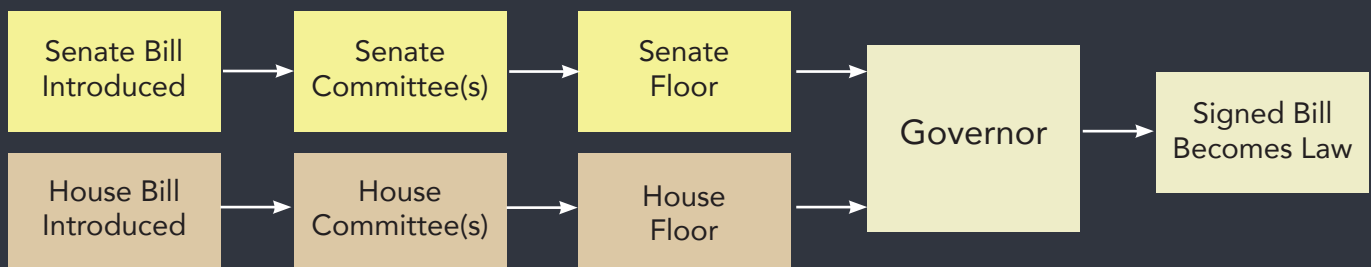 Senate Bill
Introduced
Senate
Committee(s)
Senate
Floor
House Bill
Introduced
House
Committee(s)
House
Floor
Governor
Signed Bill
Becomes Law